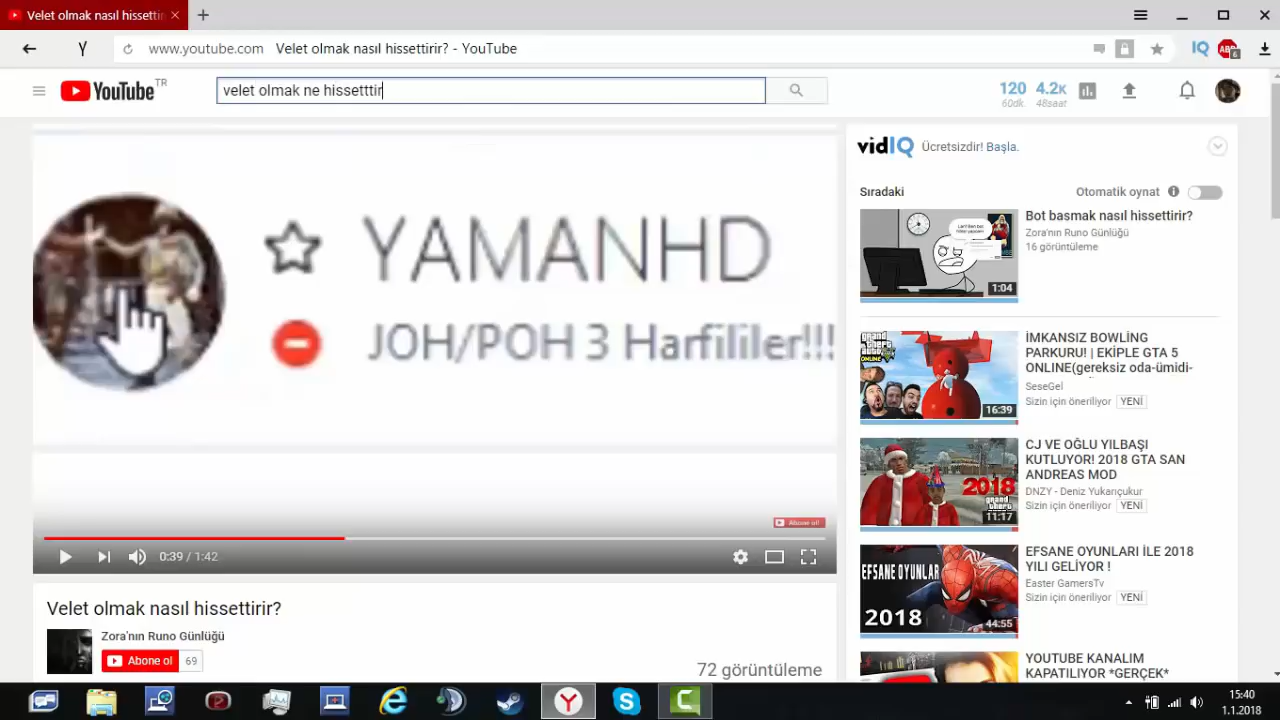 Velet olmak nasıl hissettirir
www.youtube.com Velet olmak nasıl hissettirir? - YouTube
IQ
ABP
6
YouTube TR
velet olmak ne hissetttir
120
60dk.
4.2K
48saat
YAMANHD
JOH/POH 3 Harfililer!!!
Abone ol!
0:39 / 1:42
Velet olmak nasıl hissettirir?
Zora'nın Runo Günlüğü
Abone ol
69
72 görüntüleme
vidIQ
Ücretsizdir! Başla.
Sıradaki
Otomatik oynat
Bot basmak nasıl hissettirir?
Zora'nın Runo Günlüğü
16 görüntüleme
1:04
İMKANSIZ BOWLİNG
PARKURU! | EKİPLE GTA 5
ONLINE(gereksiz oda-ümidi-
SeseGel
Sizin için öneriliyor YENİ
16:39
CJ VE OĞLU YILBAŞI
KUTLUYOR! 2018 GTA SAN
ANDREAS MOD
DNZY - Deniz Yukarıçukur
Sizin için öneriliyor YENİ
2018
11:17
EFSANE OYUNLARI İLE 2018
YILI GELİYOR !
Easter GamersTv
Sizin için öneriliyor YENİ
EFSANE OYUNLAR
2018
44:55
YOUTUBE KANALIM
KAPATILIYOR *GERÇEK*
15:40
1.1.2018